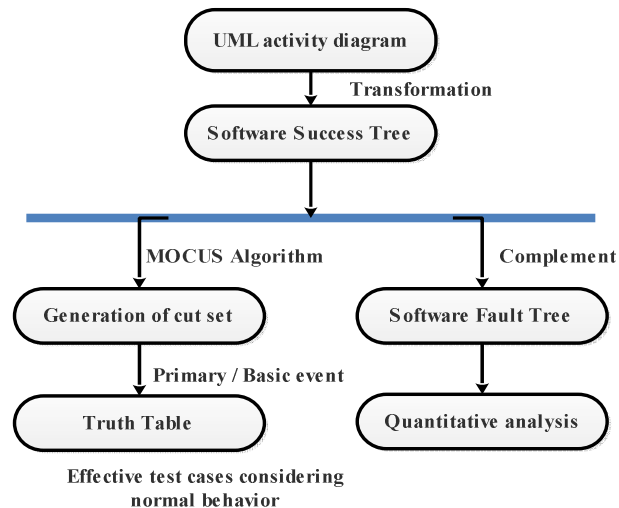 UML activity diagram
Transformation
Software Success Tree
MOCUS Algorithm
Complement
Generation of cut set
Software Fault Tree
Primary / Basic event
Truth Table
Quantitative analysis
Effective test cases considering
normal behavior